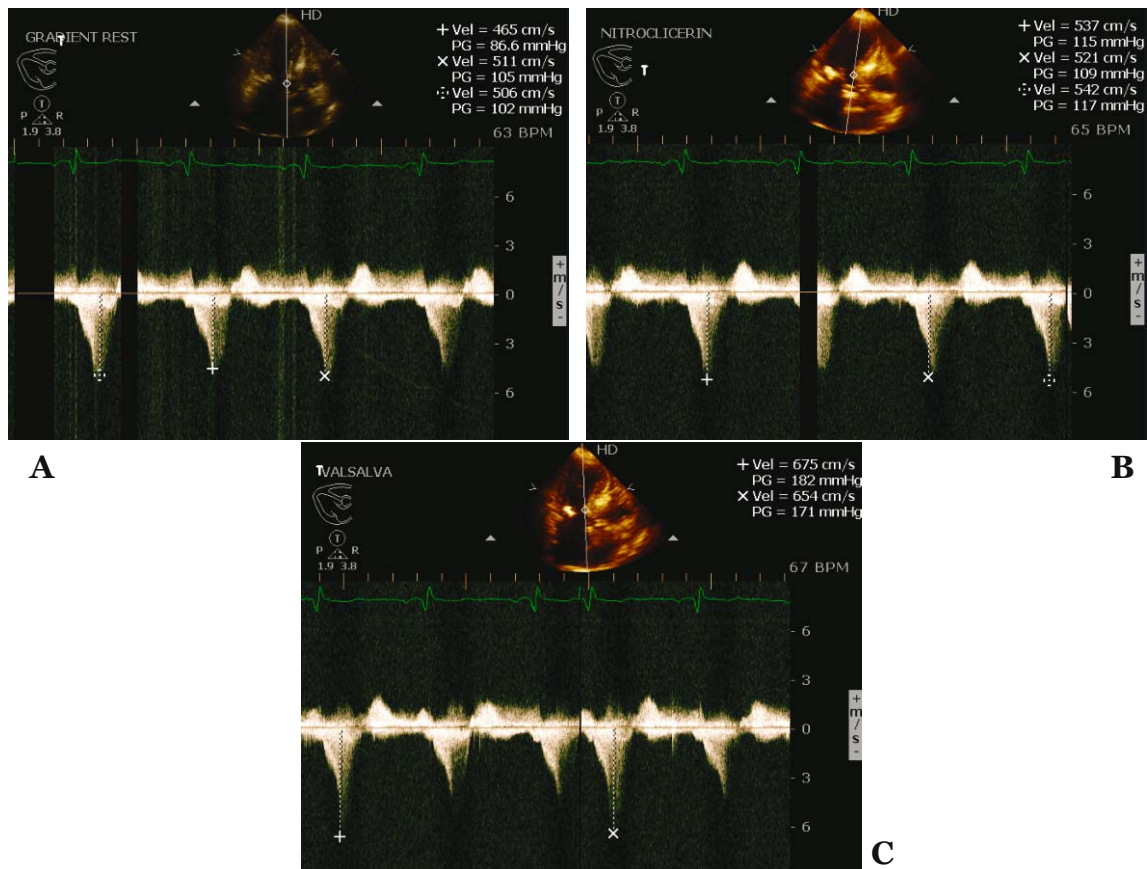 HD
GRADIENT REST
T
+ Vel = 465 cm/s
PG = 86.6 mmHg
× Vel = 511 cm/s
PG = 105 mmHg
Vel = 506 cm/s
PG = 102 mmHg
T
P R
1.9 3.8
63 BPM
6
3
0
3
6
+
m
/
s
-
A
HD
NITROCLICERIN
T
+ Vel = 537 cm/s
PG = 115 mmHg
× Vel = 521 cm/s
PG = 109 mmHg
Vel = 542 cm/s
PG = 117 mmHg
T
P R
1.9 3.8
65 BPM
6
3
0
3
6
+
m
/
s
-
B
HD
T
VALSALVA
+ Vel = 675 cm/s
PG = 182 mmHg
× Vel = 654 cm/s
PG = 171 mmHg
T
P R
1.9 3.8
67 BPM
6
3
0
3
6
+
m
/
s
-
C